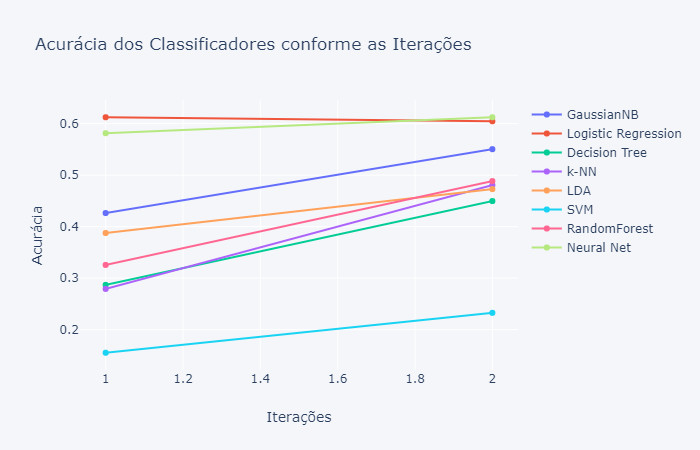 Acurácia dos Classificadores conforme as Iterações
Acurácia
0.6
0.5
0.4
0.3
0.2
1
1.2
1.4
1.6
1.8
2
Iterações
GaussianNB
Logistic Regression
Decision Tree
k-NN
LDA
SVM
RandomForest
Neural Net